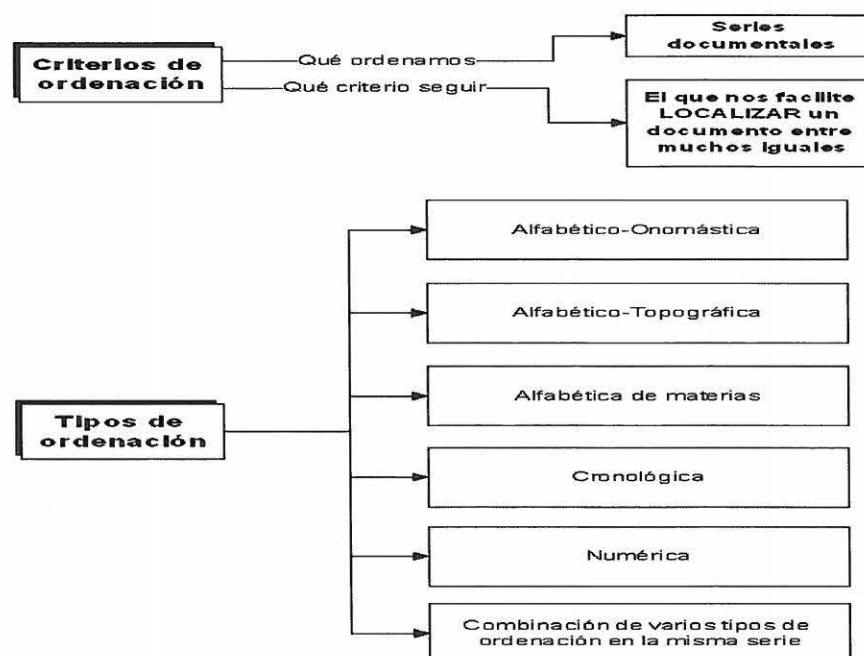 Criterios de
ordenación
Qué ordenamos
Series
documentales
Qué criterio seguir
El que nos facilite
LOCALIZAR un
documento entre
muchos iguales
Tipos de
ordenación
Alfabético-Onomástica
Alfabético-Topográfica
Alfabética de materias
Cronológica
Numérica
Combinación de varios tipos de
ordenación en la misma serie